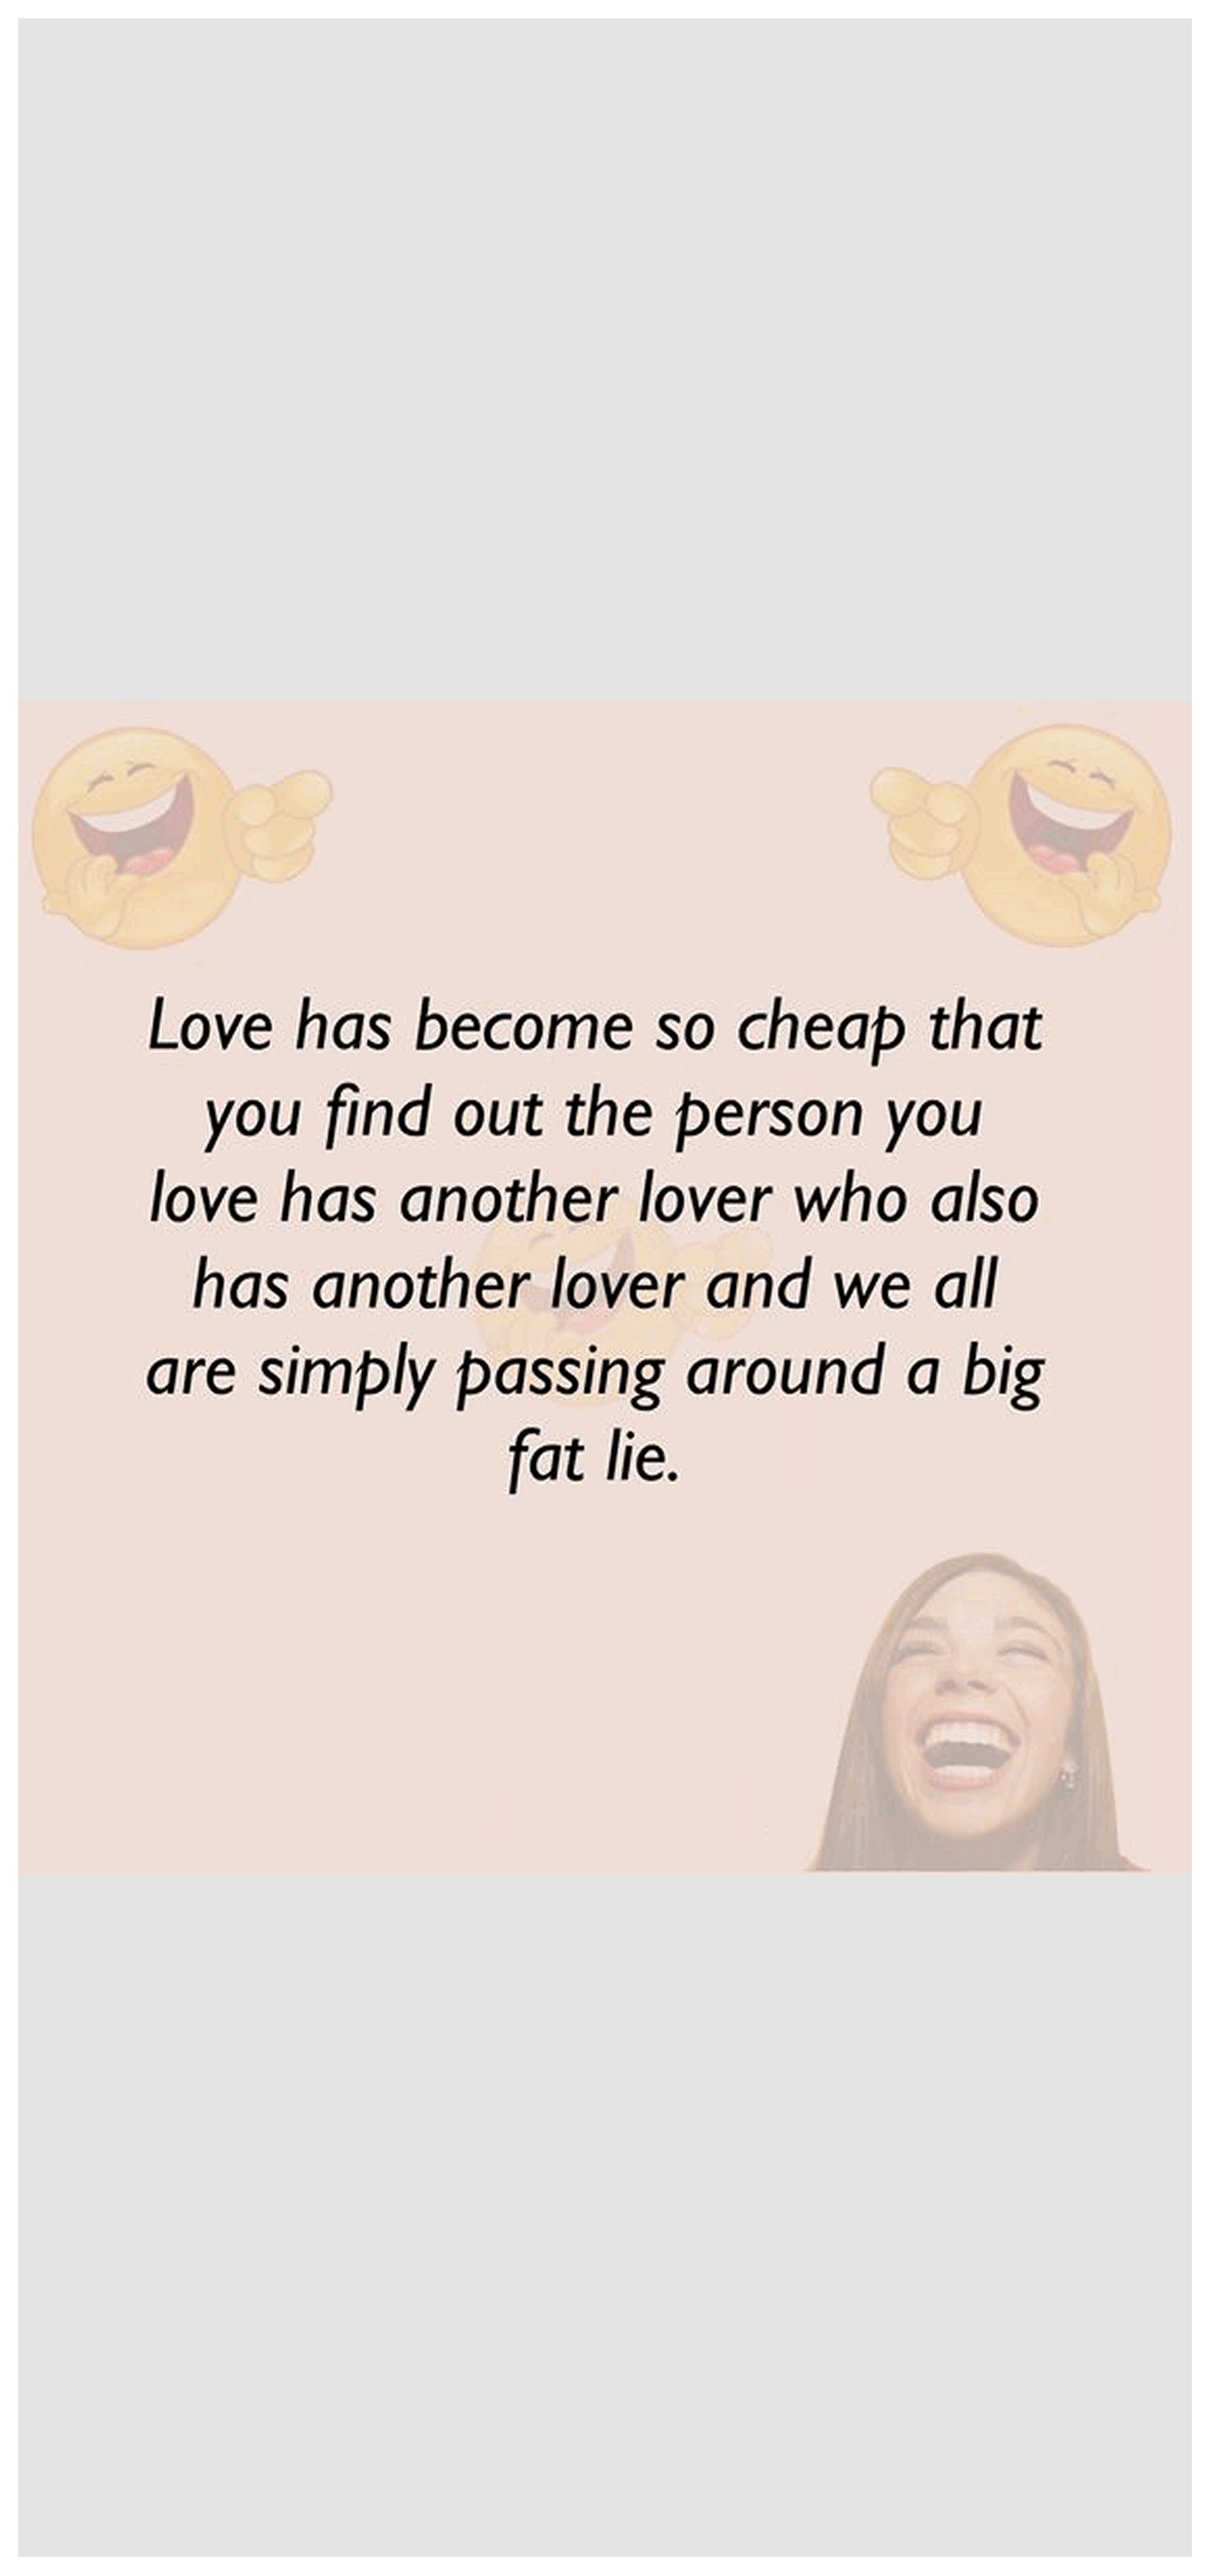 Love has become so cheap that
you find out the person you
love has another lover who also
has another lover and we all
are simply passing around a big
fat lie.